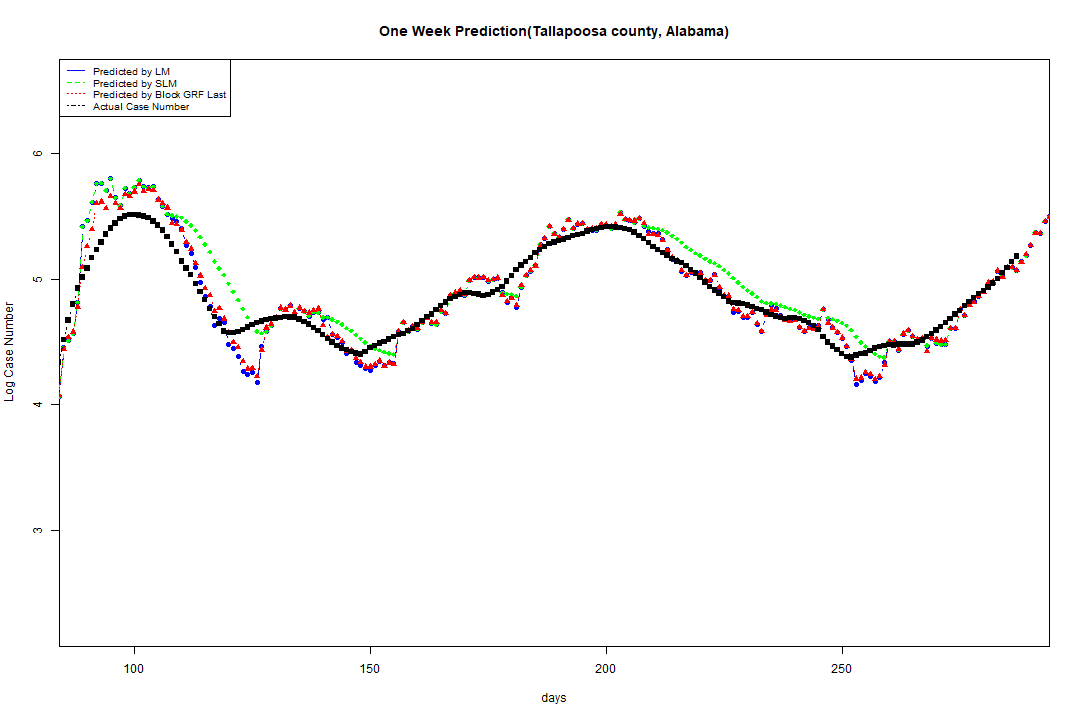 One Week Prediction(Tallapoosa county, Alabama)
Predicted by LM
Predicted by SLM
Predicted by Block GRF Last
Actual Case Number
Log Case Number
6
5
4
3
100
150
200
250
days